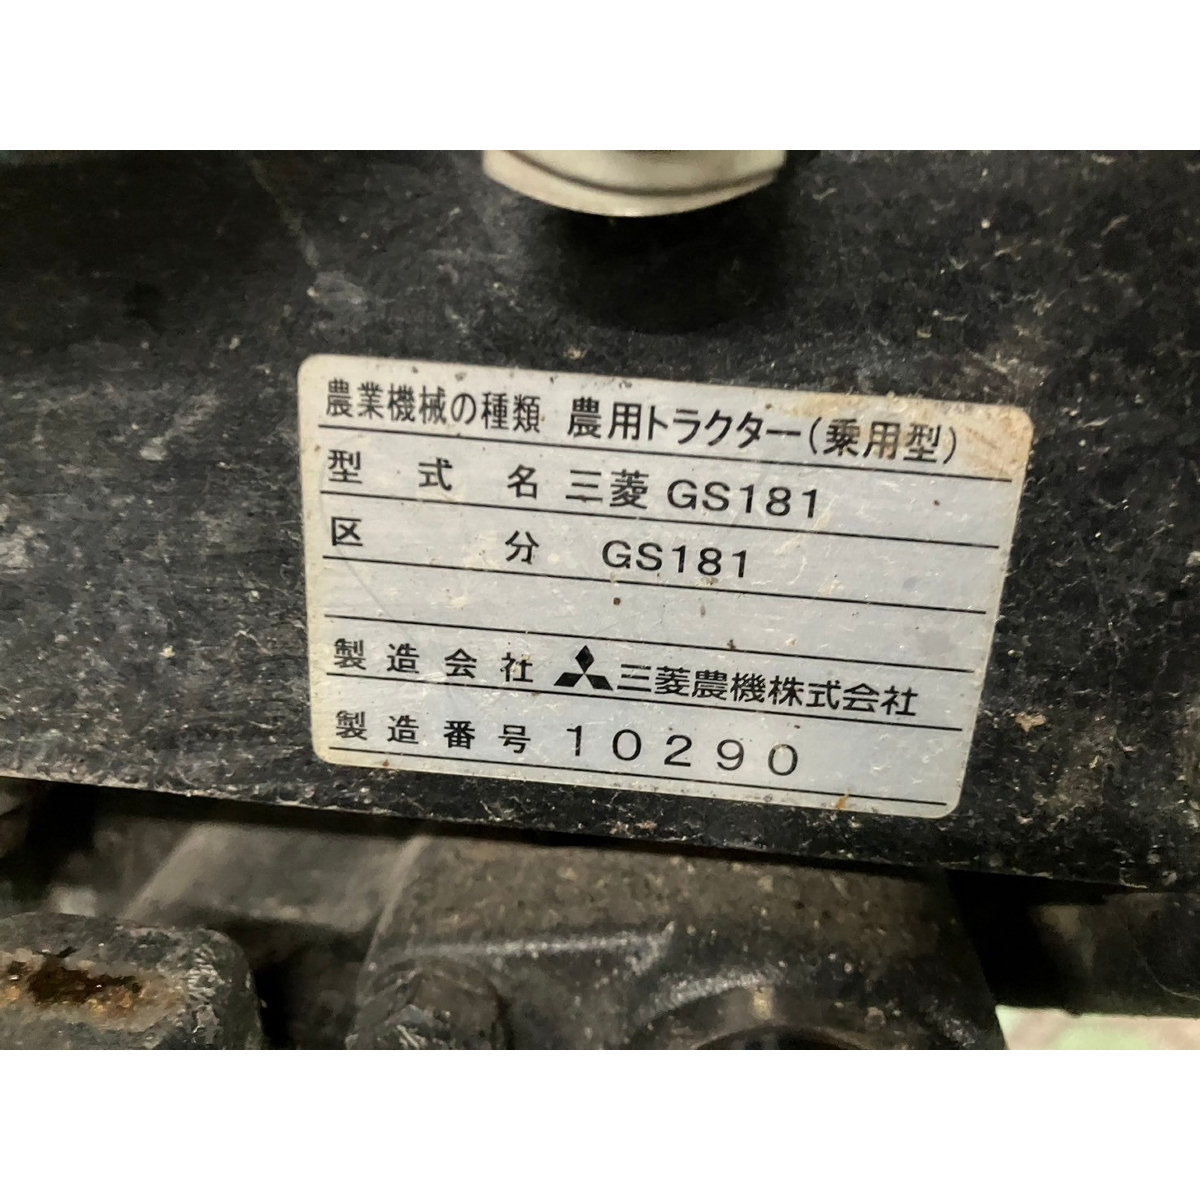 農業機械の種類 農用トラクター(乗用型)
型式名 三菱 GS181
区分 GS181
製造会社 三菱農機株式会社
製造番号 10290